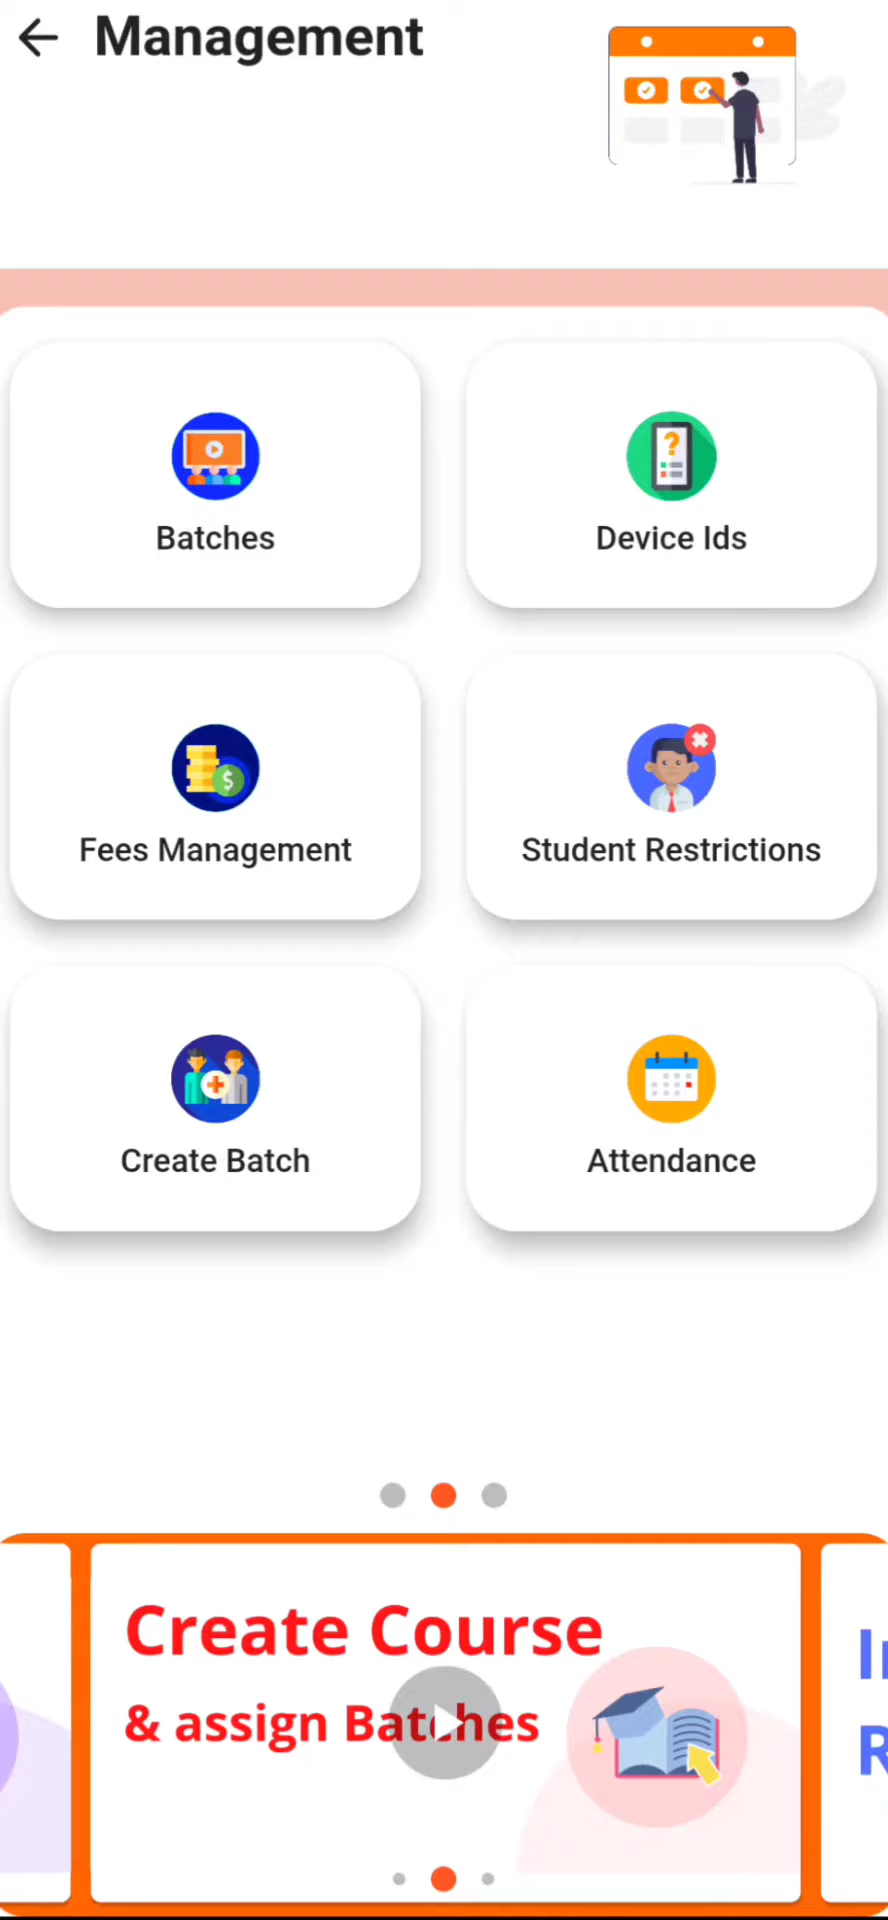 Management
Batches
Device Ids
Fees Management
Student Restrictions
Create Batch
Attendance
Create Course
& assign Batches